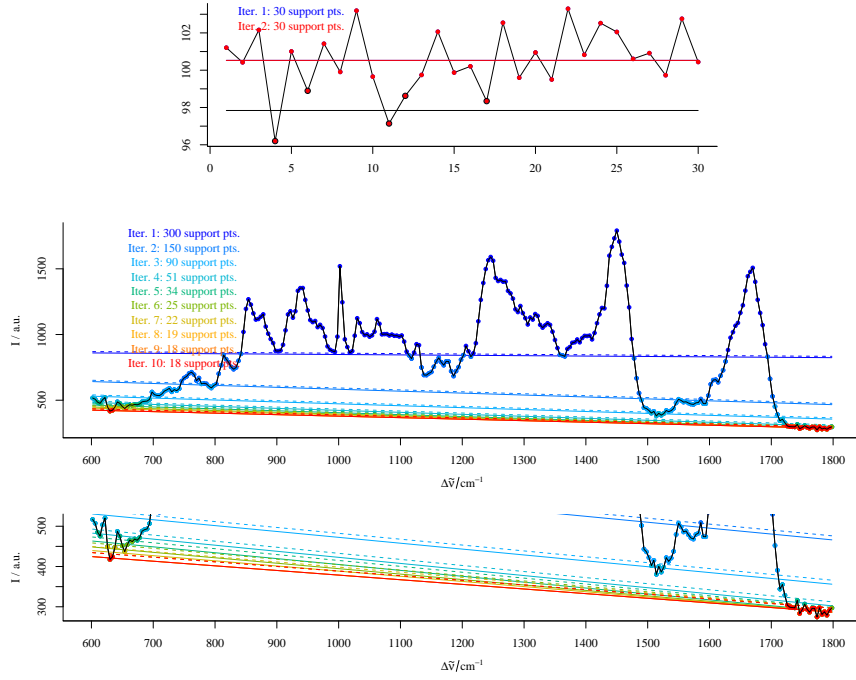 Iter. 1: 30 support pts.
Iter. 2: 30 support pts.
102
100
98
96
0 5 10 15 20 25 30
Iter. 1: 300 support pts.
Iter. 2: 150 support pts.
Iter. 3: 90 support pts.
Iter. 4: 51 support pts.
Iter. 5: 34 support pts.
Iter. 6: 25 support pts.
Iter. 7: 22 support pts.
Iter. 8: 19 support pts.
Iter. 9: 18 support pts.
Iter. 10: 18 support pts.
I / a.u.
1500
1000
500
600 700 800 900 1000 1100 1200 1300 1400 1500 1600 1700 1800
Δν̃/cm⁻¹
I / a.u.
500
400
300
600 700 800 900 1000 1100 1200 1300 1400 1500 1600 1700 1800
Δν̃/cm⁻¹